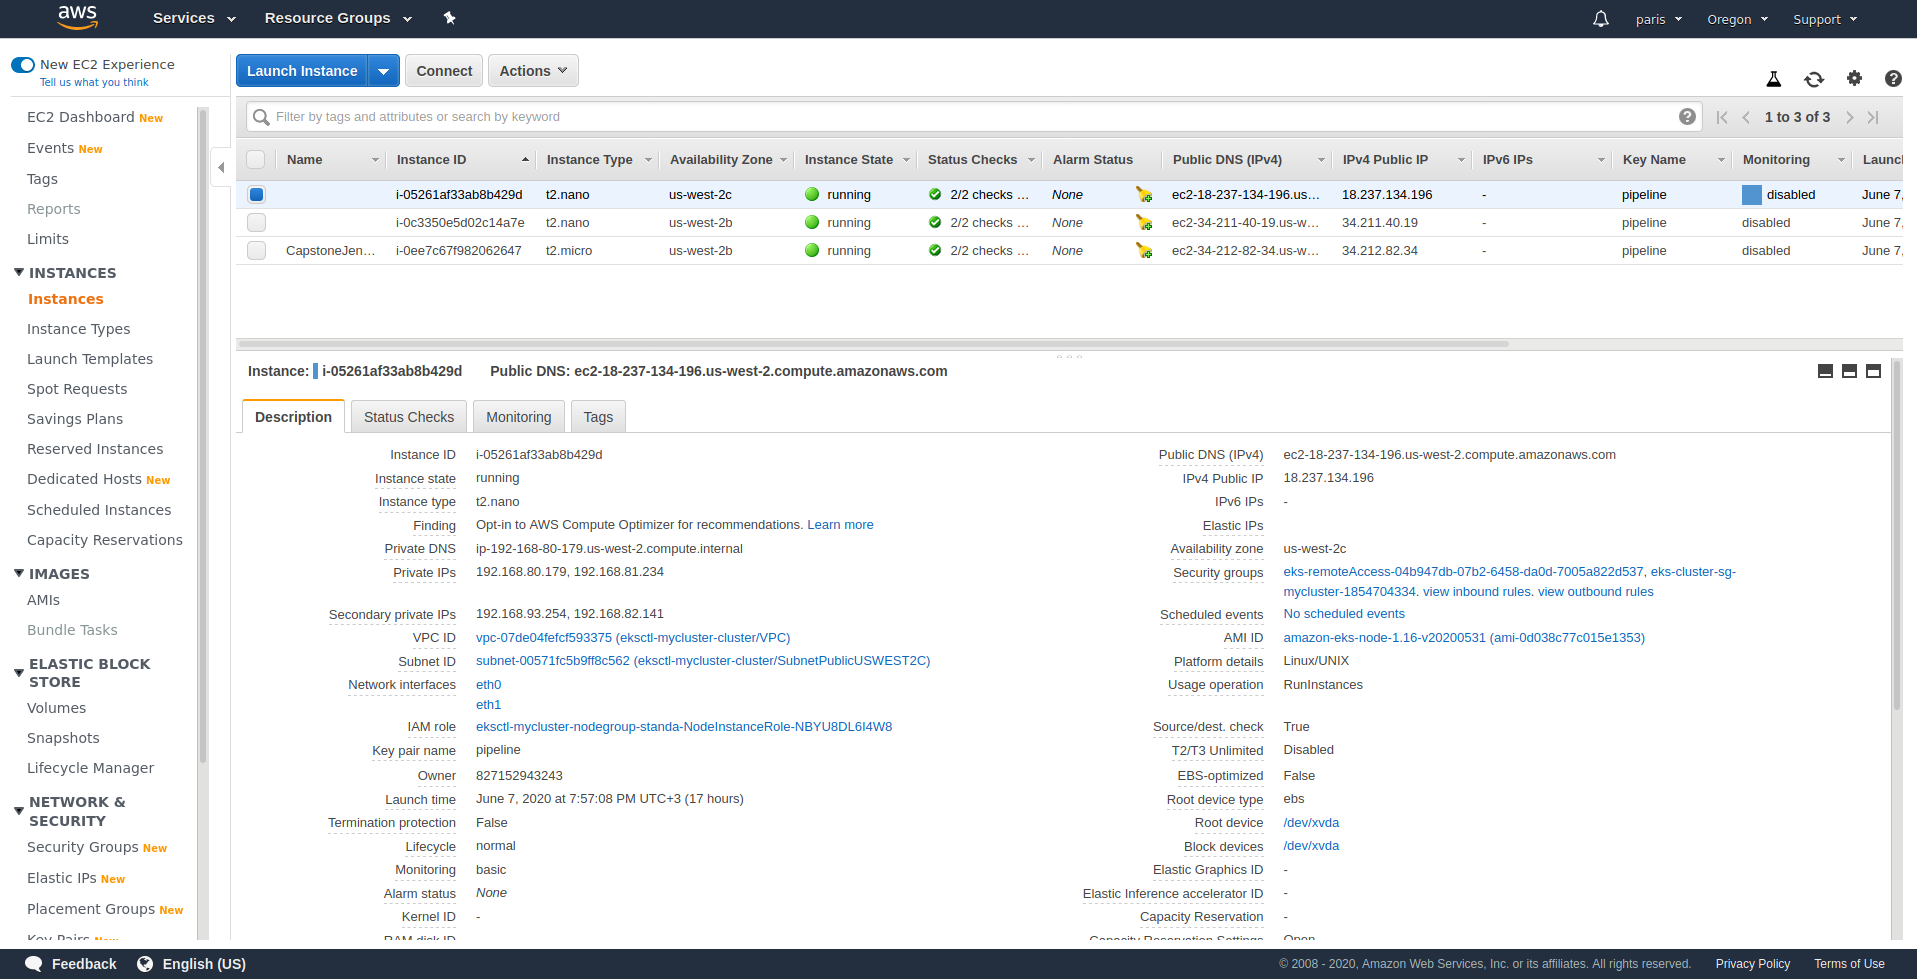 aws Services Resource Groups paris Oregon Support
New EC2 Experience
Tell us what you think
EC2 Dashboard New
Events New
Tags
Reports
Limits
INSTANCES
Instances
Instance Types
Launch Templates
Spot Requests
Savings Plans
Reserved Instances
Dedicated Hosts New
Scheduled Instances
Capacity Reservations
IMAGES
AMIs
Bundle Tasks
ELASTIC BLOCK
STORE
Volumes
Snapshots
Lifecycle Manager
NETWORK &
SECURITY
Security Groups New
Elastic IPs New
Placement Groups New
Key Pairs New
Launch Instance Connect Actions
Filter by tags and attributes or search by keyword 1 to 3 of 3
Name Instance ID Instance Type Availability Zone Instance State Status Checks Alarm Status Public DNS (IPv4) IPv4 Public IP IPv6 IPs Key Name Monitoring Launc
i-05261af33ab8b429d t2.nano us-west-2c running 2/2 checks ... None ec2-18-237-134-196.us... 18.237.134.196 - pipeline disabled June 7,
i-0c3350e5d02c14a7e t2.nano us-west-2b running 2/2 checks ... None ec2-34-211-40-19.us-w... 34.211.40.19 - pipeline disabled June 7,
CapstoneJen... i-0ee7c67f982062647 t2.micro us-west-2b running 2/2 checks ... None ec2-34-212-82-34.us-w... 34.212.82.34 - pipeline disabled June 7,
Instance: i-05261af33ab8b429d Public DNS: ec2-18-237-134-196.us-west-2.compute.amazonaws.com
Description Status Checks Monitoring Tags
Instance ID i-05261af33ab8b429d Public DNS (IPv4) ec2-18-237-134-196.us-west-2.compute.amazonaws.com
Instance state running IPv4 Public IP 18.237.134.196
Instance type t2.nano IPv6 IPs -
Finding Opt-in to AWS Compute Optimizer for recommendations. Learn more Elastic IPs
Private DNS ip-192-168-80-179.us-west-2.compute.internal Availability zone us-west-2c
Private IPs 192.168.80.179, 192.168.81.234 Security groups eks-remoteAccess-04b947db-07b2-6458-da0d-7005a822d537, eks-cluster-sg-
mycluster-1854704334. view inbound rules. view outbound rules
Secondary private IPs 192.168.93.254, 192.168.82.141 Scheduled events No scheduled events
VPC ID vpc-07de04fefcf593375 (eksctl-mycluster-cluster/VPC) AMI ID amazon-eks-node-1.16-v20200531 (ami-0d038c77c015e1353)
Subnet ID subnet-00571fc5b9ff8c562 (eksctl-mycluster-cluster/SubnetPublicUSWEST2C) Platform details Linux/UNIX
Network interfaces eth0 Usage operation RunInstances
eth1
IAM role eksctl-mycluster-nodegroup-standa-NodeInstanceRole-NBYU8DL6I4W8 Source/dest. check True
Key pair name pipeline T2/T3 Unlimited Disabled
Owner 827152943243 EBS-optimized False
Launch time June 7, 2020 at 7:57:08 PM UTC+3 (17 hours) Root device type ebs
Termination protection False Root device /dev/xvda
Lifecycle normal Block devices /dev/xvda
Monitoring basic Elastic Graphics ID -
Alarm status None Elastic Inference accelerator ID -
Kernel ID - Capacity Reservation -
RAM disk ID Capacity Reservation Settings Open
Feedback English (US) © 2008 - 2020, Amazon Web Services, Inc. or its affiliates. All rights reserved. Privacy Policy Terms of Use